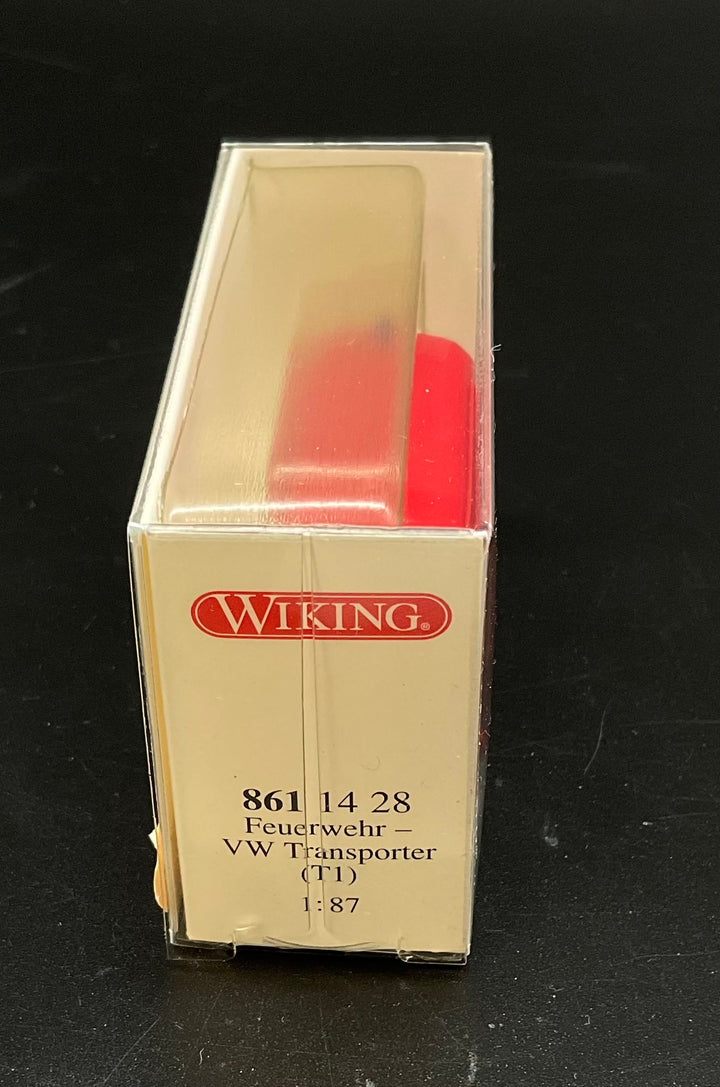 WIKING®
861 14 28
Feuerwehr –
VW Transporter
(T1)
1:87